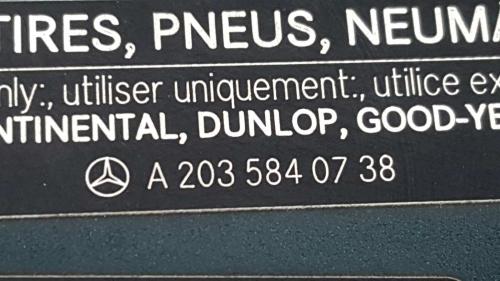 TIRES, PNEUS, NEUMA
nly:, utiliser uniquement:, utilice ex
NTINENTAL, DUNLOP, GOOD-YE
A 203 584 07 38